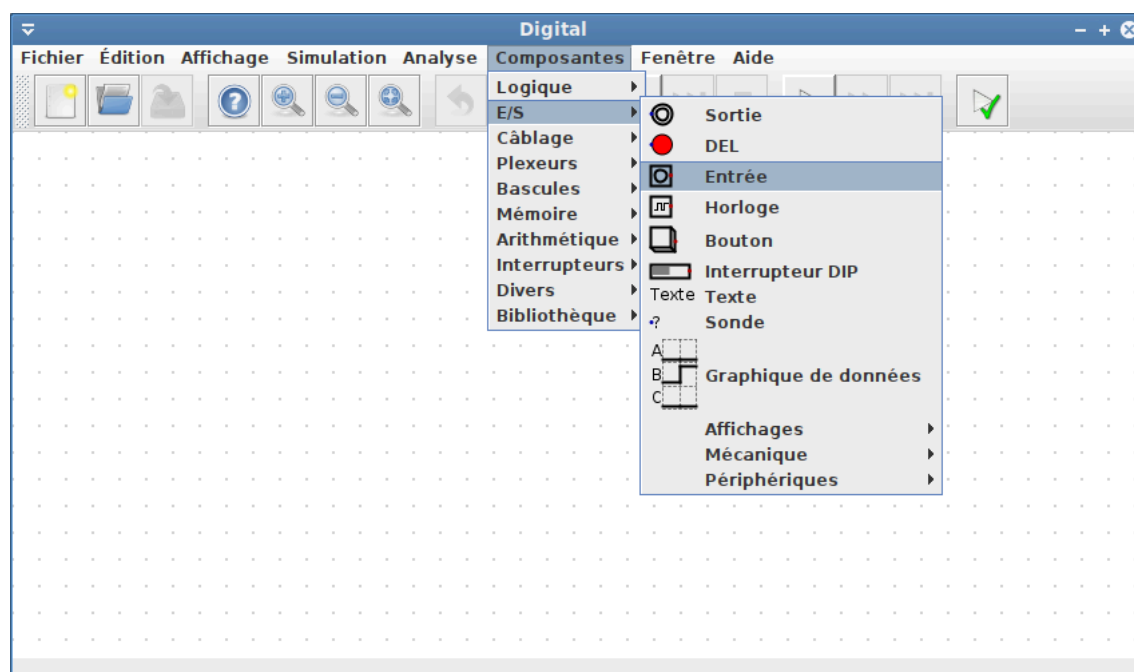 Digital
Fichier Édition Affichage Simulation Analyse Composantes Fenêtre Aide
Logique
E/S
Câblage
Plexeurs
Bascules
Mémoire
Arithmétique
Interrupteurs
Divers
Bibliothèque
Sortie
DEL
Entrée
Horloge
Bouton
Interrupteur DIP
Texte Texte
?
Sonde
A
B
C
Graphique de données
Affichages
Mécanique
Périphériques